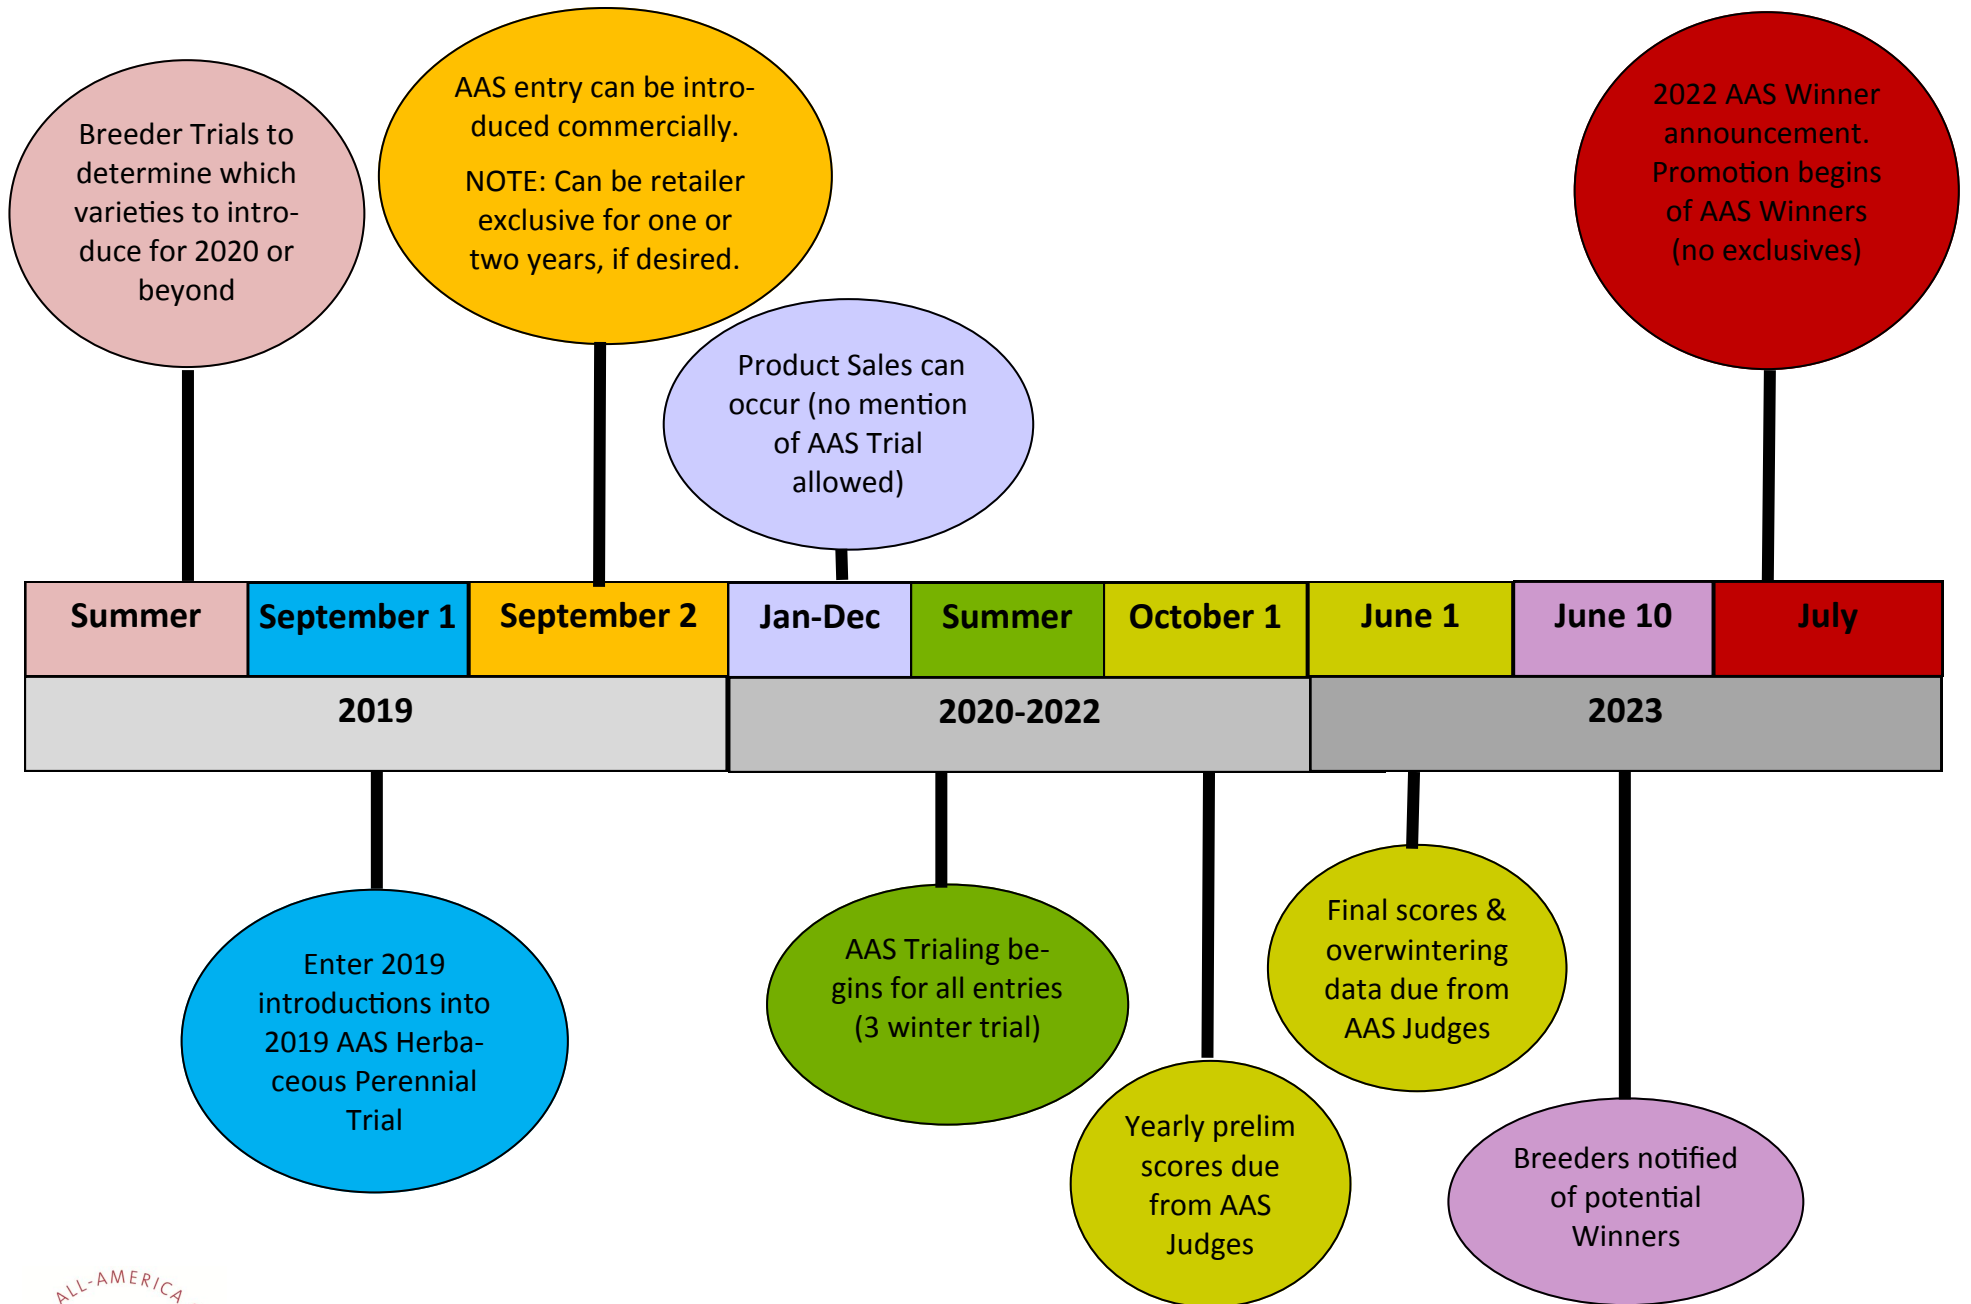 Breeder Trials to
determine which
varieties to intro-
duce for 2020 or
beyond
AAS entry can be intro-
duced commercially.
NOTE: Can be retailer
exclusive for one or
two years, if desired.
Product Sales can
occur (no mention
of AAS Trial
allowed)
2022 AAS Winner
announcement.
Promotion begins
of AAS Winners
(no exclusives)
Summer
September 1
September 2
Jan-Dec
Summer
October 1
June 1
June 10
July
2019
2020-2022
2023
Enter 2019
introductions into
2019 AAS Herba-
ceous Perennial
Trial
AAS Trialing be-
gins for all entries
(3 winter trial)
Yearly prelim
scores due
from AAS
Judges
Final scores &
overwintering
data due from
AAS Judges
Breeders notified
of potential
Winners
ALL-AMERICA